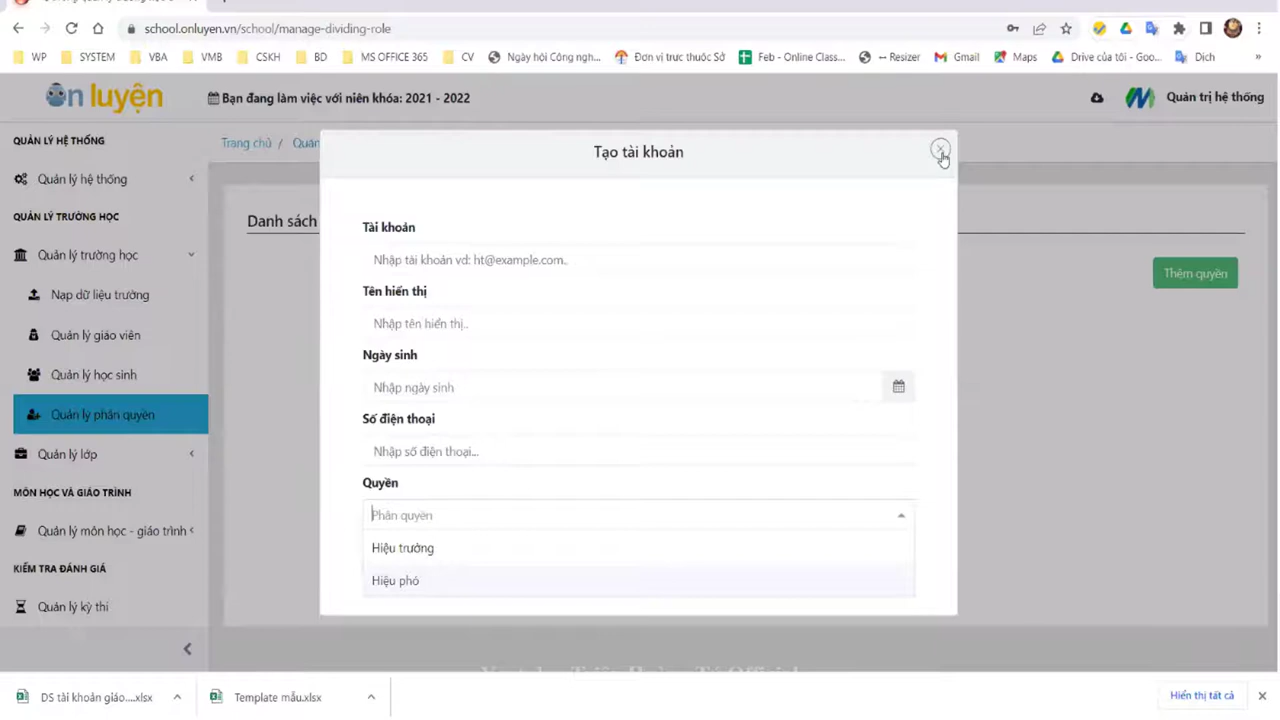 school.onluyen.vn/school/manage-dividing-role
WP SYSTEM VBA VMB CSKH BD MS OFFICE 365 CV Ngày hội Công ngh... Đơn vị trưc thuộc Sở Feb - Online Class... ↔ Resizer Gmail Maps Drive của tôi - Goo... Dịch »
ôn luyện
Bạn đang làm việc với niên khóa: 2021 - 2022
Quản trị hệ thống
QUẢN LÝ HỆ THỐNG
Quản lý hệ thống
QUẢN LÝ TRƯỜNG HỌC
Quản lý trường học
Nạp dữ liệu trường
Quản lý giáo viên
Quản lý học sinh
Quản lý phân quyền
Quản lý lớp
MÔN HỌC VÀ GIÁO TRÌNH
Quản lý môn học - giáo trình
KIỂM TRA ĐÁNH GIÁ
Quản lý kỳ thi
Trang chủ / Quản
Danh sách
Thêm quyền
Tạo tài khoản
Tài khoản
Nhập tài khoản vd: ht@example.com..
Tên hiển thị
Nhập tên hiển thị..
Ngày sinh
Nhập ngày sinh
Số điện thoại
Nhập số điện thoại...
Quyền
Phân quyền
Hiệu trưởng
Hiệu phó
DS tài khoản giáo....xlsx
Template mẫu.xlsx
Hiển thị tất cả